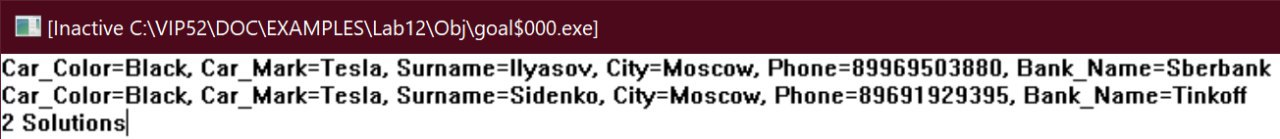 [Inactive C:\VIP52\DOC\EXAMPLES\Lab12\Obj\goal$000.exe]
Car_Color=Black, Car_Mark=Tesla, Surname=Ilyasov, City=Moscow, Phone=89969503880, Bank_Name=Sberbank
Car_Color=Black, Car_Mark=Tesla, Surname=Sidenko, City=Moscow, Phone=89691929395, Bank_Name=Tinkoff
2 Solutions